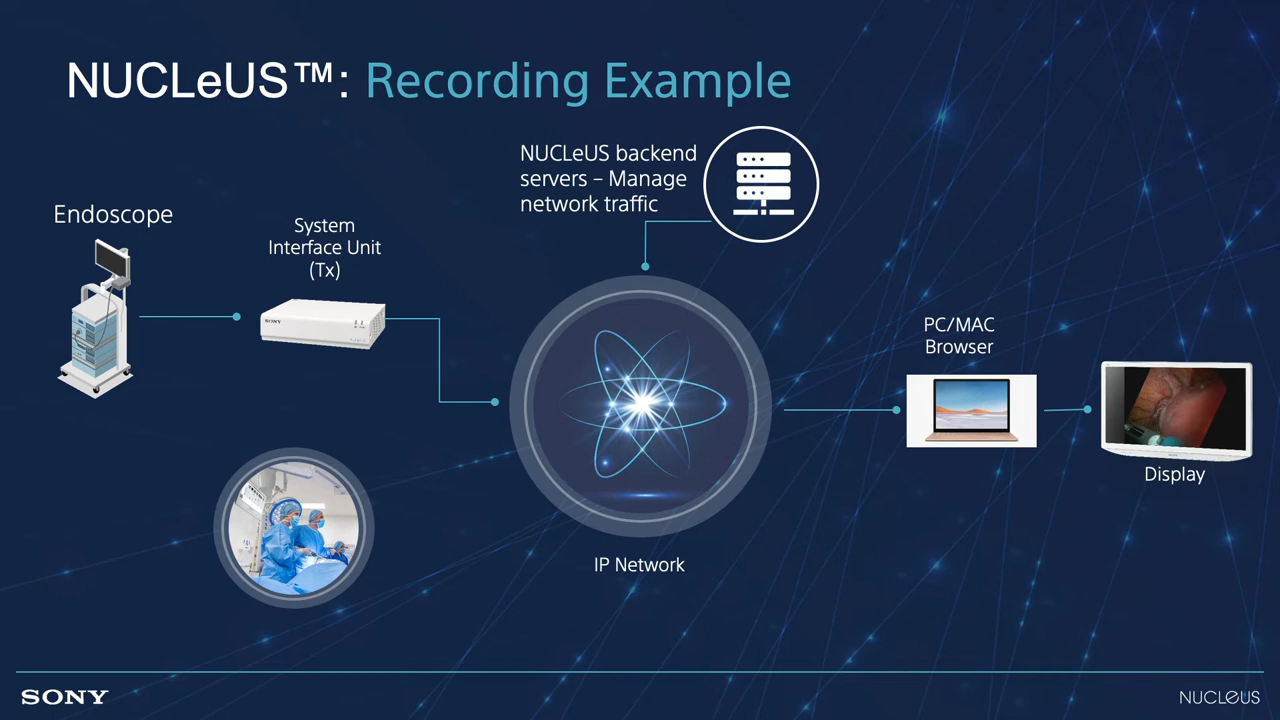 NUCLeUS™: Recording Example
NUCLeUS backend
servers – Manage
network traffic
Endoscope
System
Interface Unit
(Tx)
SONY
PC/MAC
Browser
Display
IP Network
SONY
NUCLeUS